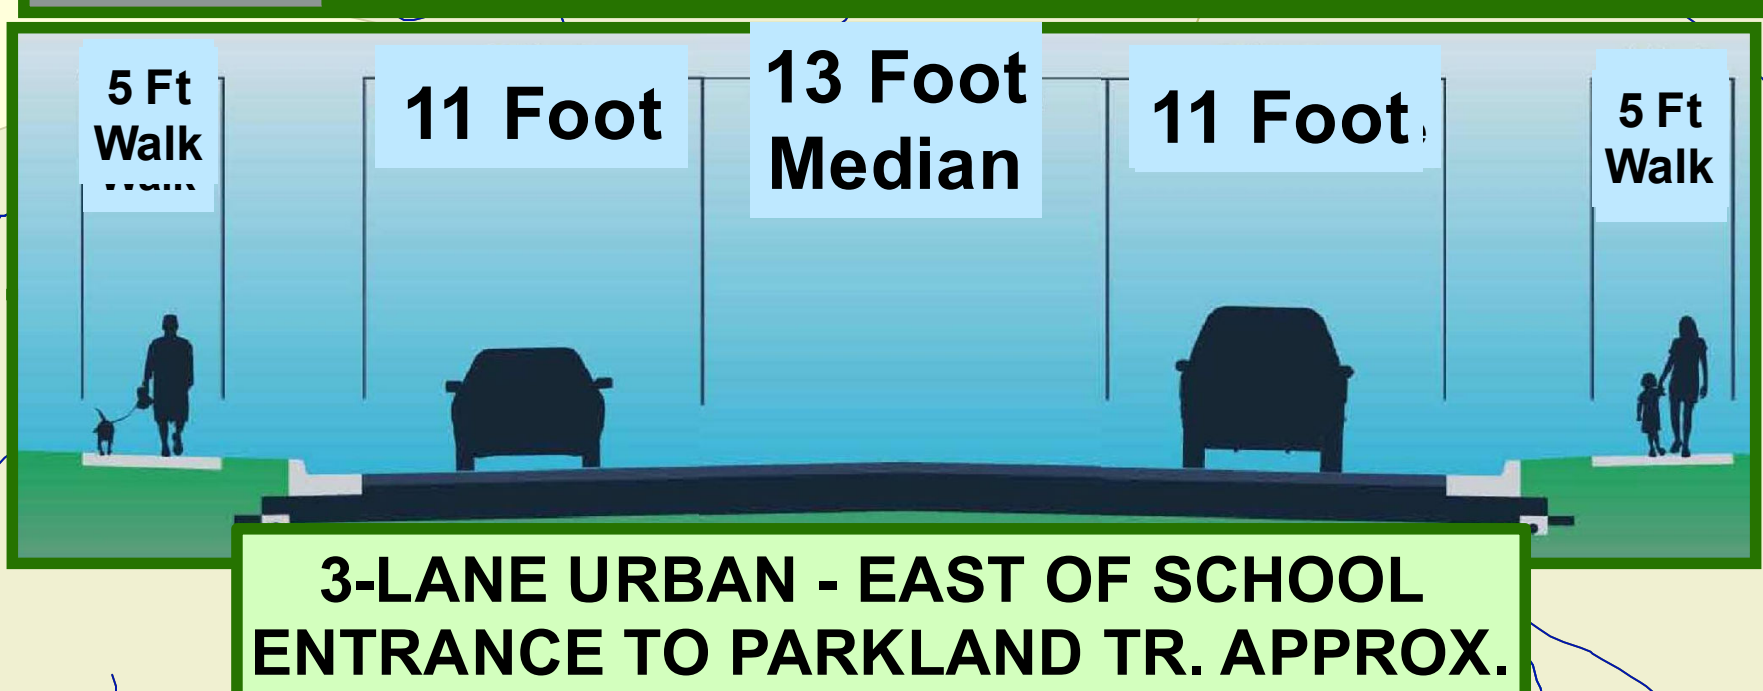 5 Ft
Walk
11 Foot
13 Foot
Median
11 Foot
5 Ft
Walk
3-LANE URBAN - EAST OF SCHOOL
ENTRANCE TO PARKLAND TR. APPROX.